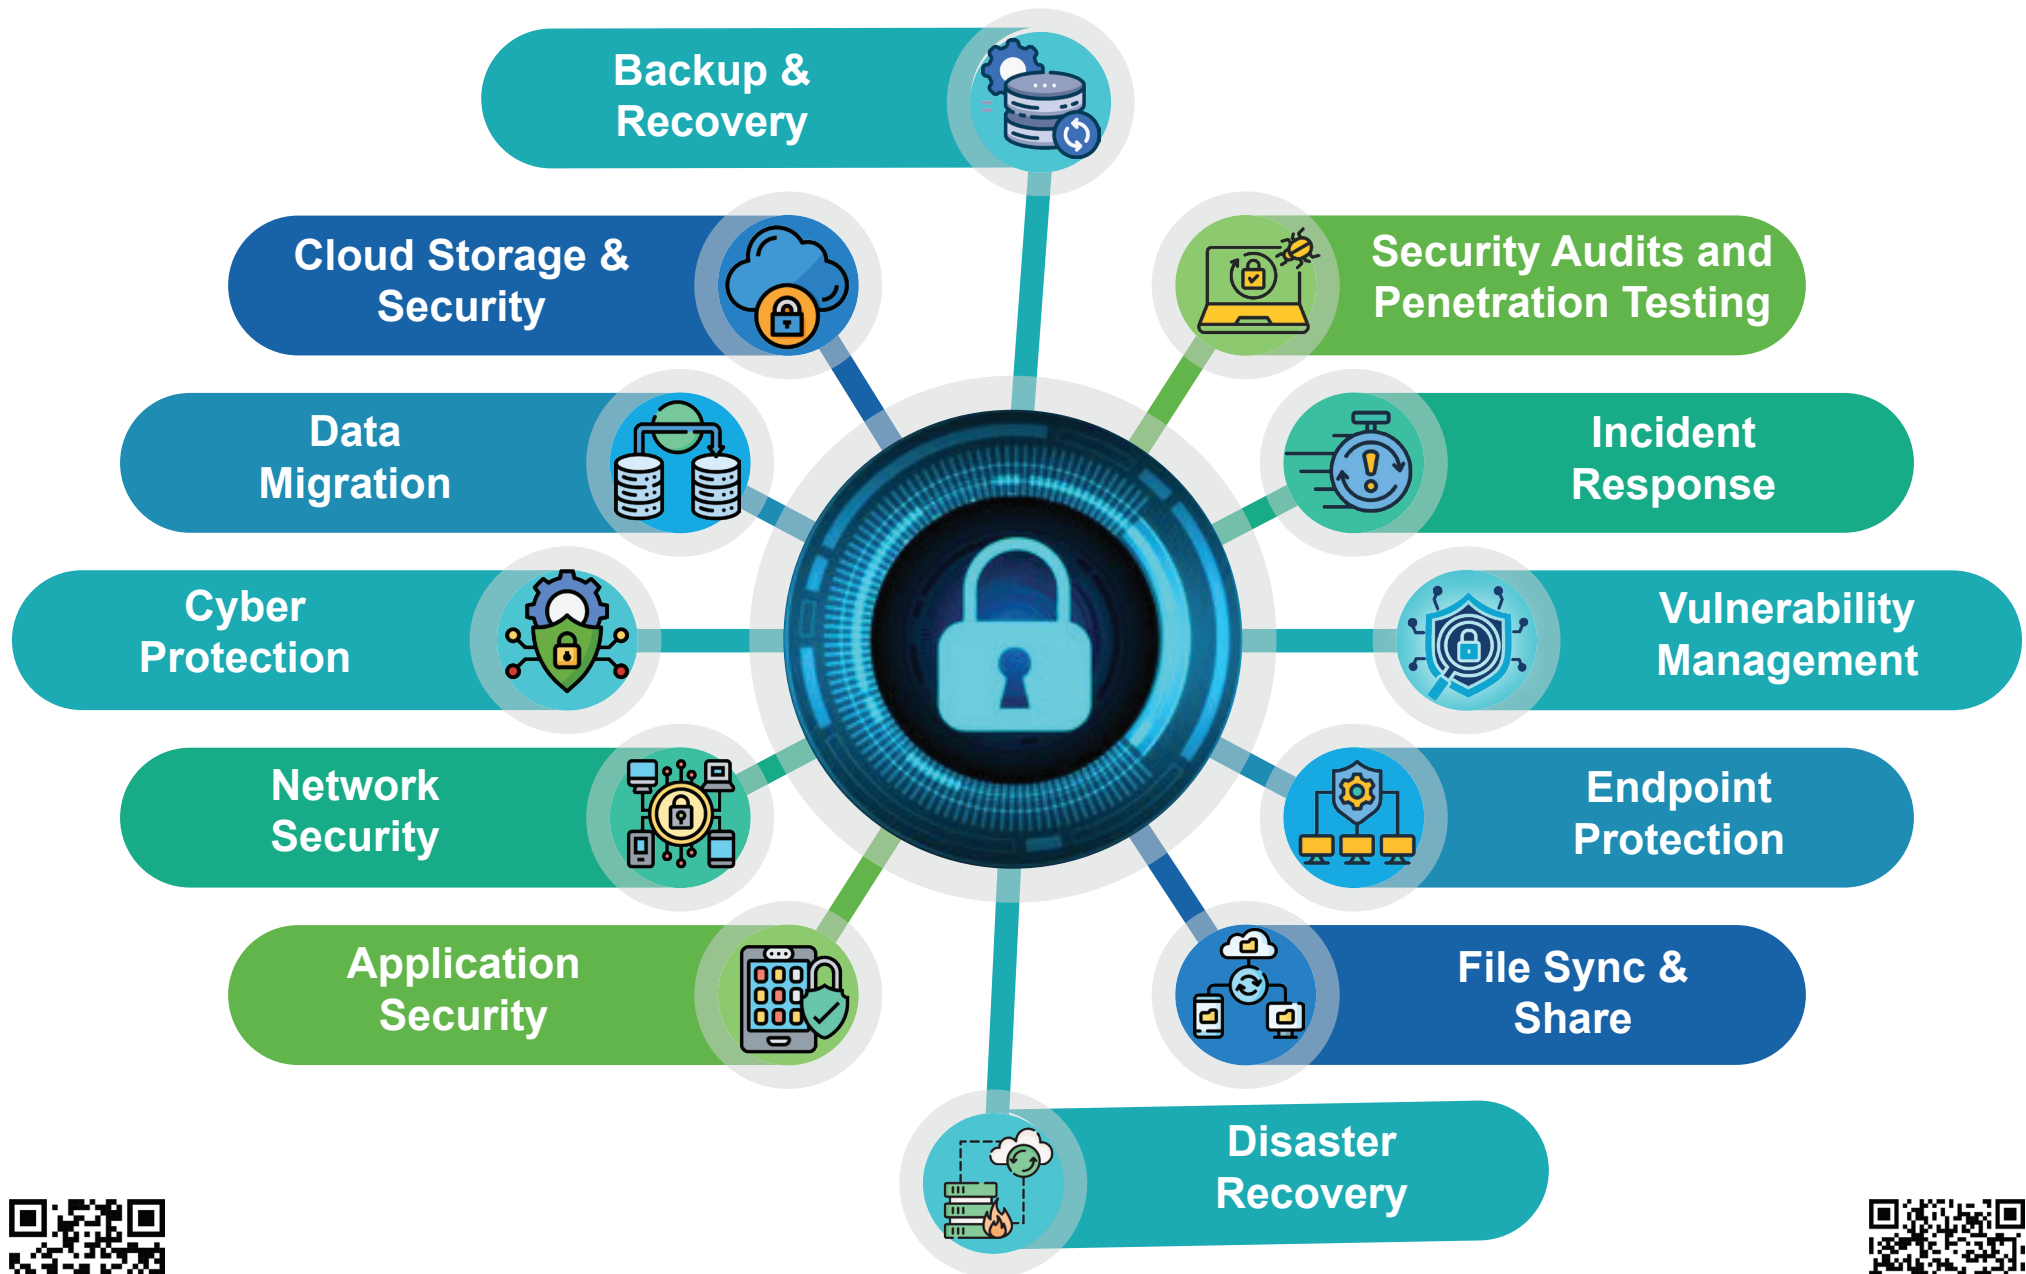 Backup &
Recovery
Cloud Storage &
Security
Security Audits and
Penetration Testing
Data
Migration
Incident
Response
Cyber
Protection
Vulnerability
Management
Network
Security
Endpoint
Protection
Application
Security
File Sync &
Share
Disaster
Recovery